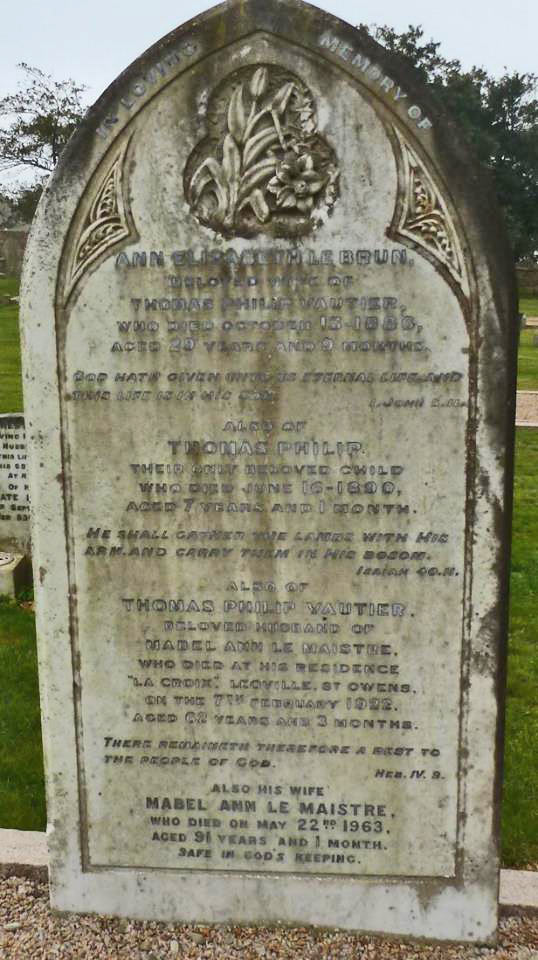 IN LOVING MEMORY OF
ANN ELISABETH LE BRUN,
BELOVED WIFE OF
THOMAS PHILIP VAUTIER,
WHO DIED OCTOBER 15-1886,
AGED 29 YEARS AND 9 MONTHS.
GOD HATH GIVEN UNTO US ETERNAL LIFE, AND
THIS LIFE IS IN HIS SON.
I. JOHN 5.11.
ALSO OF
THOMAS PHILIP
THEIR ONLY BELOVED CHILD
WHO DIED JUNE 16-1890,
AGED 7 YEARS AND 1 MONTH.
HE SHALL GATHER THE LAMBS WITH HIS
ARM, AND CARRY THEM IN HIS BOSOM.
ISAIAH 40.11.
ALSO OF
THOMAS PHILIP VAUTIER,
BELOVED HUSBAND OF
MABEL ANN LE MAISTRE,
WHO DIED AT HIS RESIDENCE
"LA CROIX", LEOVILLE, ST OWENS,
ON THE 7TH FEBRUARY 1922,
AGED 62 YEARS AND 3 MONTHS.
THERE REMAINETH THEREFORE A REST TO
THE PEOPLE OF GOD.
HEB. IV. 9.
ALSO HIS WIFE
MABEL ANN LE MAISTRE,
WHO DIED ON MAY 22ND 1963,
AGED 91 YEARS AND 1 MONTH.
SAFE IN GOD'S KEEPING.